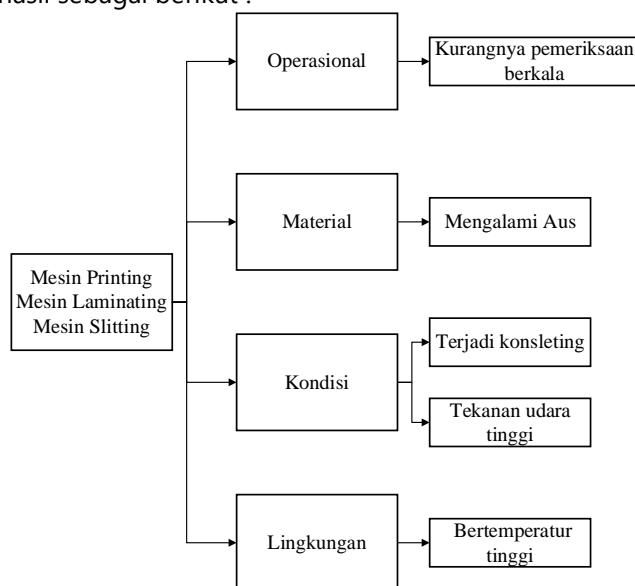 hasil sebagai berikut :
Operasional
Kurangnya pemeriksaan
berkala
Material
Mengalami Aus
Mesin Printing
Mesin Laminating
Mesin Slitting
Kondisi
Terjadi konsleting
Tekanan udara
tinggi
Lingkungan
Bertemperatur
tinggi